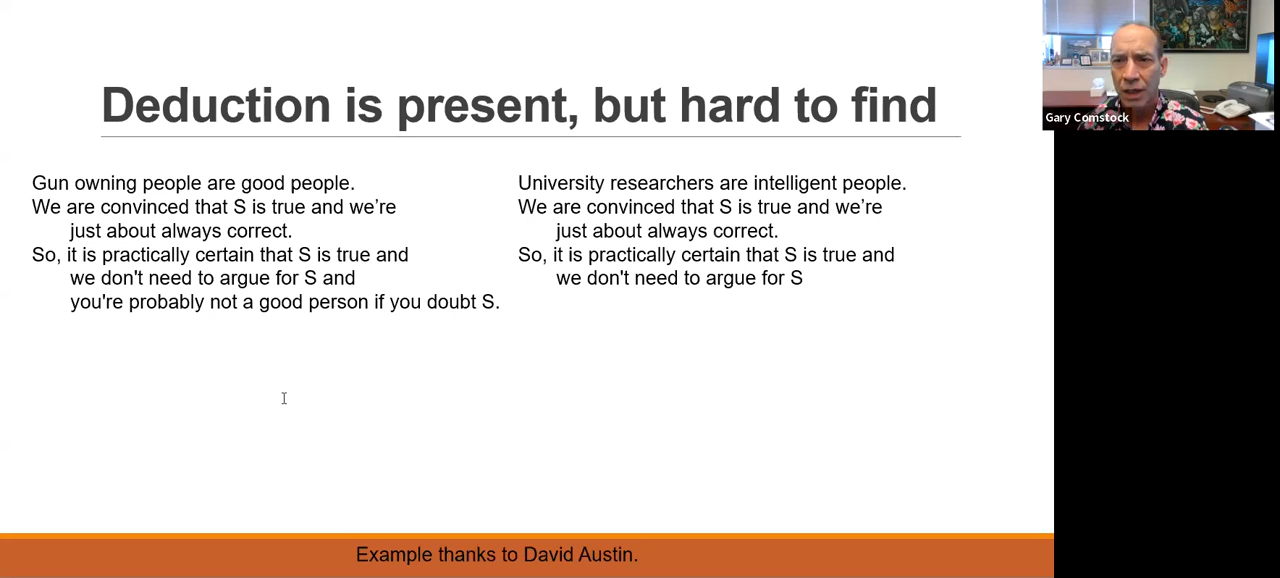 Deduction is present, but hard to find
Gary Comstock
Gun owning people are good people.
We are convinced that S is true and we’re
just about always correct.
So, it is practically certain that S is true and
we don't need to argue for S and
you're probably not a good person if you doubt S.
University researchers are intelligent people.
We are convinced that S is true and we’re
just about always correct.
So, it is practically certain that S is true and
we don't need to argue for S
Example thanks to David Austin.